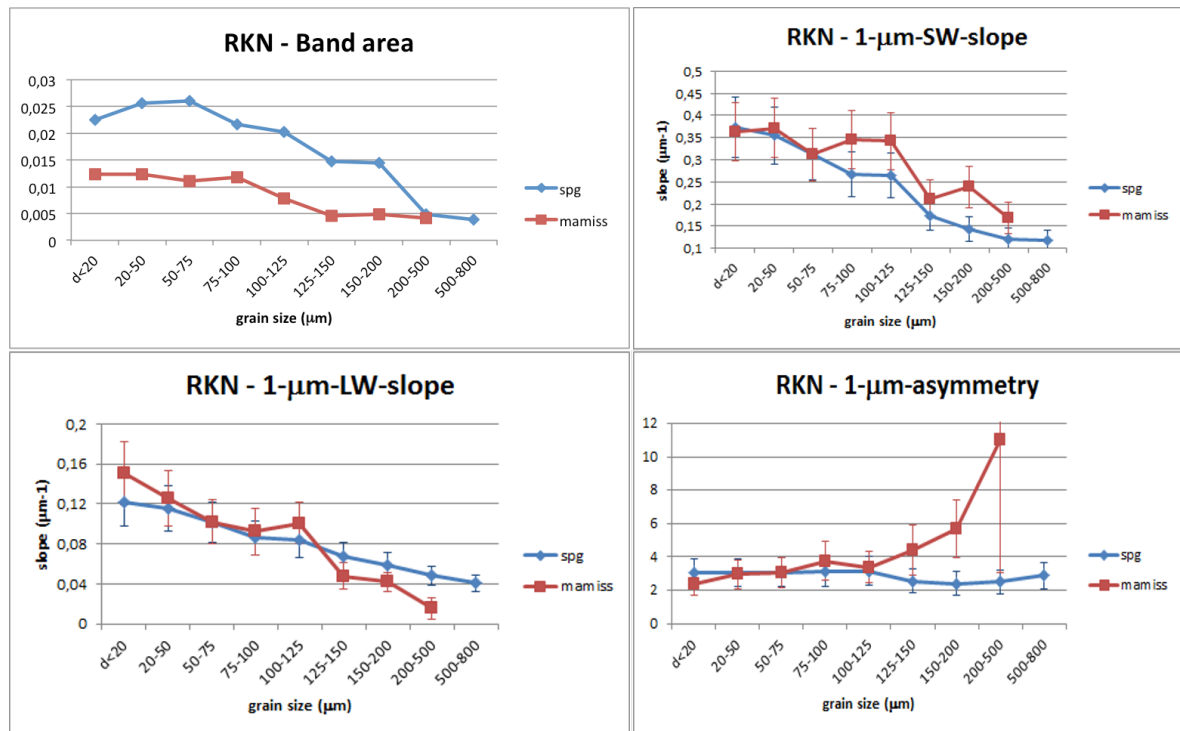 RKN - Band area
0,03
0,025
0,02
0,015
0,01
0,005
0
d<20
20-50
50-75
75-100
100-125
125-150
150-200
200-500
500-800
grain size (μm)
spg
mamiss
RKN - 1-μm-SW-slope
slope (μm-1)
0,5
0,45
0,4
0,35
0,3
0,25
0,2
0,15
0,1
d<20
20-50
50-75
75-100
100-125
125-150
150-200
200-500
500-800
grain size (μm)
spg
mamiss
RKN - 1-μm-LW-slope
slope (μm-1)
0,2
0,16
0,12
0,08
0,04
0
d<20
20-50
50-75
75-100
100-125
125-150
150-200
200-500
500-800
grain size (μm)
spg
mamiss
RKN - 1-μm-asymmetry
12
10
8
6
4
2
0
d<20
20-50
50-75
75-100
100-125
125-150
150-200
200-500
500-800
grain size (μm)
spg
mamiss